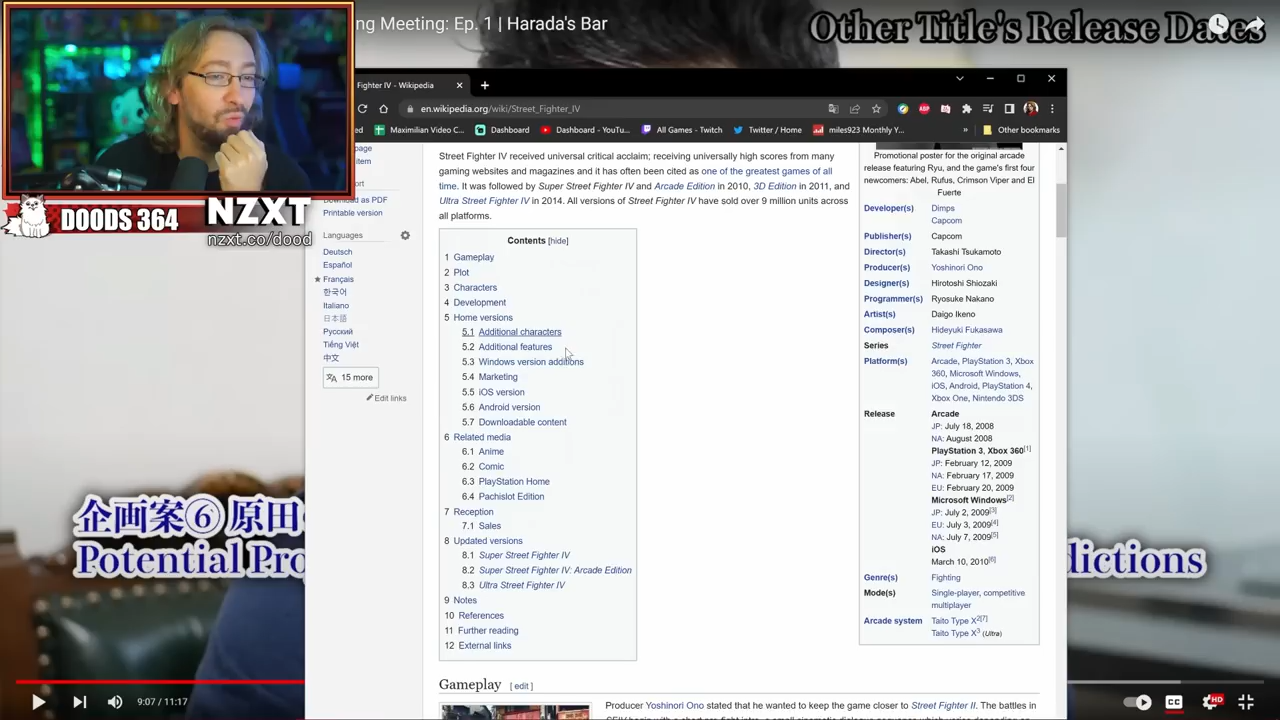 ng Meeting: Ep. 1 | Harada's Bar
Other Title's Release Dates
Fighter IV - Wikipedia
en.wikipedia.org/wiki/Street_Fighter_IV
ed
Maximilian Video C...
Dashboard
Dashboard - YouTu...
All Games - Twitch
Twitter / Home
miles923 Monthly Y...
»
Other bookmarks
DOODS 364
NZXT
nzxt.co/dood
page
item
Download as PDF
Printable version
Languages
Deutsch
Español
Français
한국어
Italiano
日本語
Русский
Tiếng Việt
中文
15 more
Edit links
Street Fighter IV received universal critical acclaim; receiving universally high scores from many
gaming websites and magazines and it has often been cited as one of the greatest games of all
time. It was followed by Super Street Fighter IV and Arcade Edition in 2010, 3D Edition in 2011, and
Ultra Street Fighter IV in 2014. All versions of Street Fighter IV have sold over 9 million units across
all platforms.
Contents [hide]
1 Gameplay
2 Plot
3 Characters
4 Development
5 Home versions
5.1 Additional characters
5.2 Additional features
5.3 Windows version additions
5.4 Marketing
5.5 iOS version
5.6 Android version
5.7 Downloadable content
6 Related media
6.1 Anime
6.2 Comic
6.3 PlayStation Home
6.4 Pachislot Edition
7 Reception
7.1 Sales
8 Updated versions
8.1 Super Street Fighter IV
8.2 Super Street Fighter IV: Arcade Edition
8.3 Ultra Street Fighter IV
9 Notes
10 References
11 Further reading
12 External links
Gameplay [ edit ]
Producer Yoshinori Ono stated that he wanted to keep the game closer to Street Fighter II. The battles in
Promotional poster for the original arcade
release featuring Ryu, and the game's first four
newcomers: Abel, Rufus, Crimson Viper and El
Fuerte
Developer(s) Dimps
Capcom
Publisher(s) Capcom
Director(s) Takashi Tsukamoto
Producer(s) Yoshinori Ono
Designer(s) Hirotoshi Shiozaki
Programmer(s) Ryosuke Nakano
Artist(s) Daigo Ikeno
Composer(s) Hideyuki Fukasawa
Series Street Fighter
Platform(s) Arcade, PlayStation 3, Xbox
360, Microsoft Windows,
iOS, Android, PlayStation 4,
Xbox One, Nintendo 3DS
Release Arcade
JP: July 18, 2008
NA: August 2008
PlayStation 3, Xbox 360[1]
JP: February 12, 2009
NA: February 17, 2009
EU: February 20, 2009
Microsoft Windows[2]
JP: July 2, 2009[3]
EU: July 3, 2009[4]
NA: July 7, 2009[5]
iOS
March 10, 2010[6]
Genre(s) Fighting
Mode(s) Single-player, competitive
multiplayer
Arcade system Taito Type X2[7]
Taito Type X3 (Ultra)
企画案⑥ 原田
Potential Pro
dictions
9:07 / 11:17
CC
HD